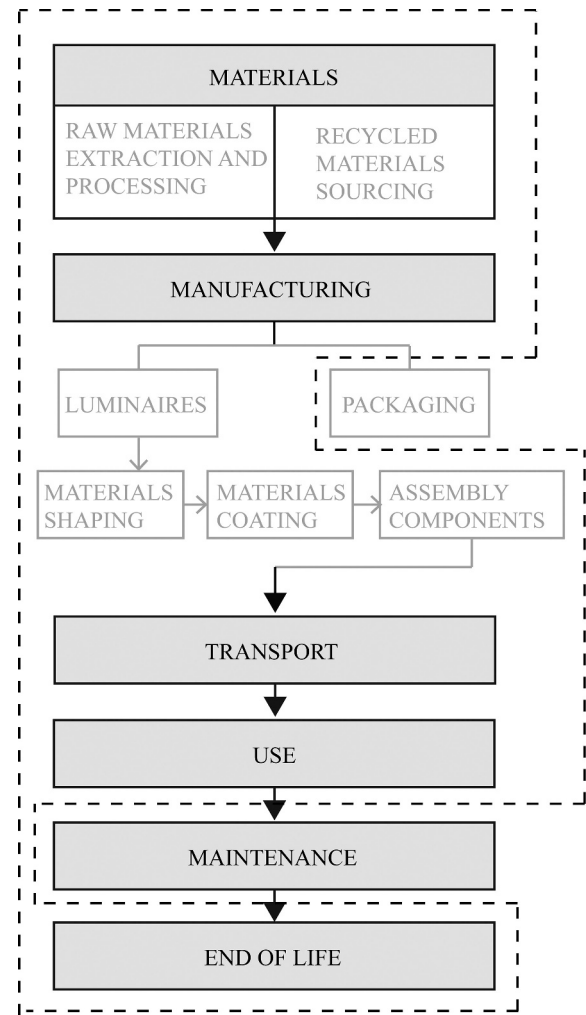 MATERIALS
RAW MATERIALS
EXTRACTION AND
PROCESSING
RECYCLED
MATERIALS
SOURCING
MANUFACTURING
LUMINAIRES
PACKAGING
MATERIALS
SHAPING
MATERIALS
COATING
ASSEMBLY
COMPONENTS
TRANSPORT
USE
MAINTENANCE
END OF LIFE